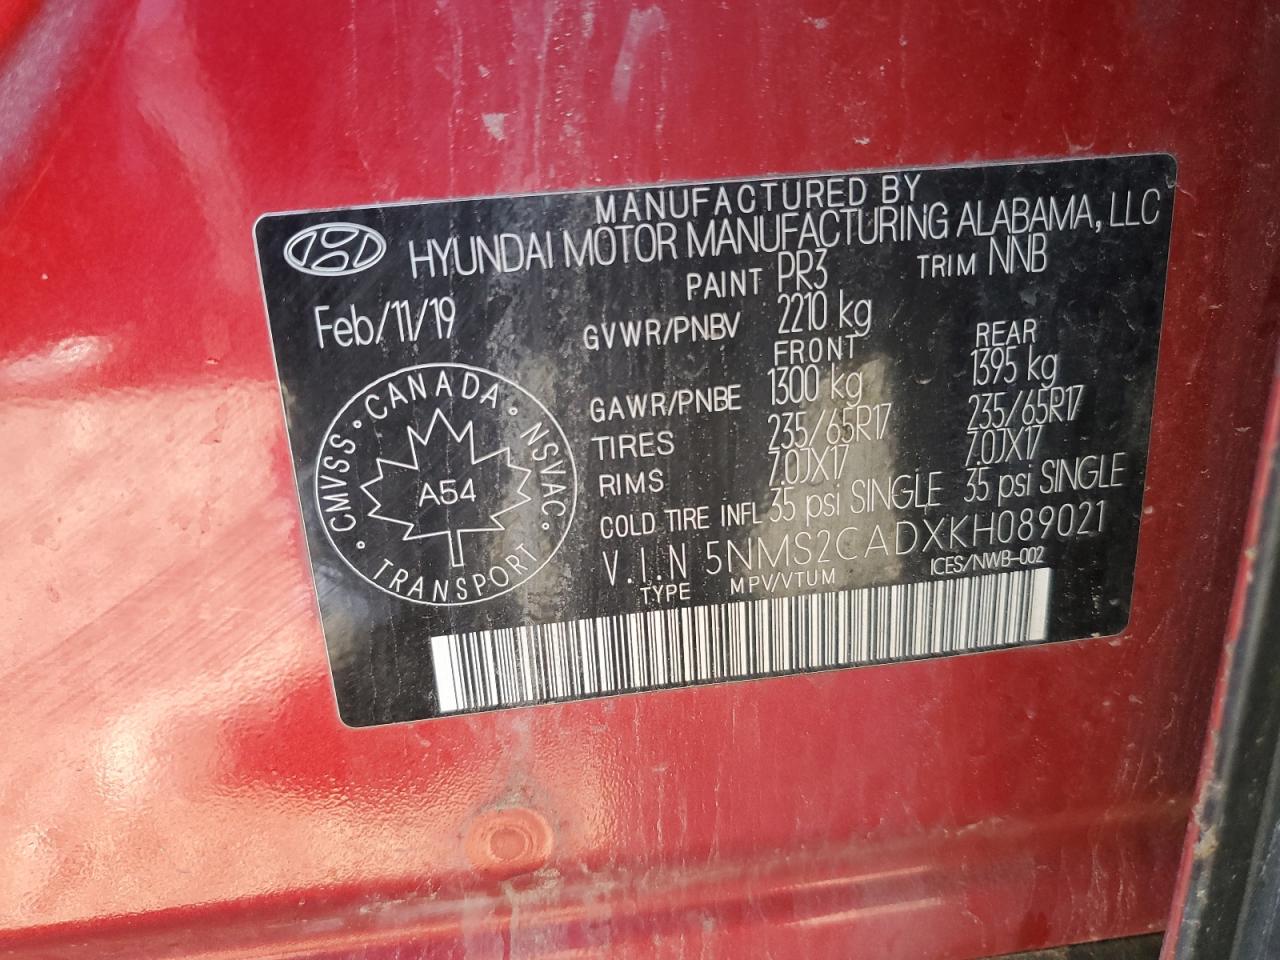 MANUFACTURED BY
HYUNDAI MOTOR MANUFACTURING ALABAMA, LLC
PAINT PR3 TRIM NNB
Feb/11/19
GVWR/PNBV 2210 kg
FRONT REAR
GAWR/PNBE 1300 kg 1395 kg
TIRES 235/65R17 235/65R17
RIMS 7.0JX17 7.0JX17
COLD TIRE INFL 35 psi SINGLE 35 psi SINGLE
V.I.N 5NMS2CADXKH089021
TYPE MPV/VTUM ICES/NWB-002
CMVSS · CANADA · NSVAC ·
A54
TRANSPORT